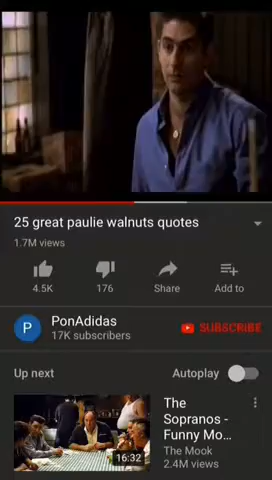 25 great paulie walnuts quotes
1.7M views
4.5K 176 Share Add to
P PonAdidas SUBSCRIBE
17K subscribers
Up next Autoplay
The
Sopranos -
Funny Mo...
The Mook
2.4M views
16:32